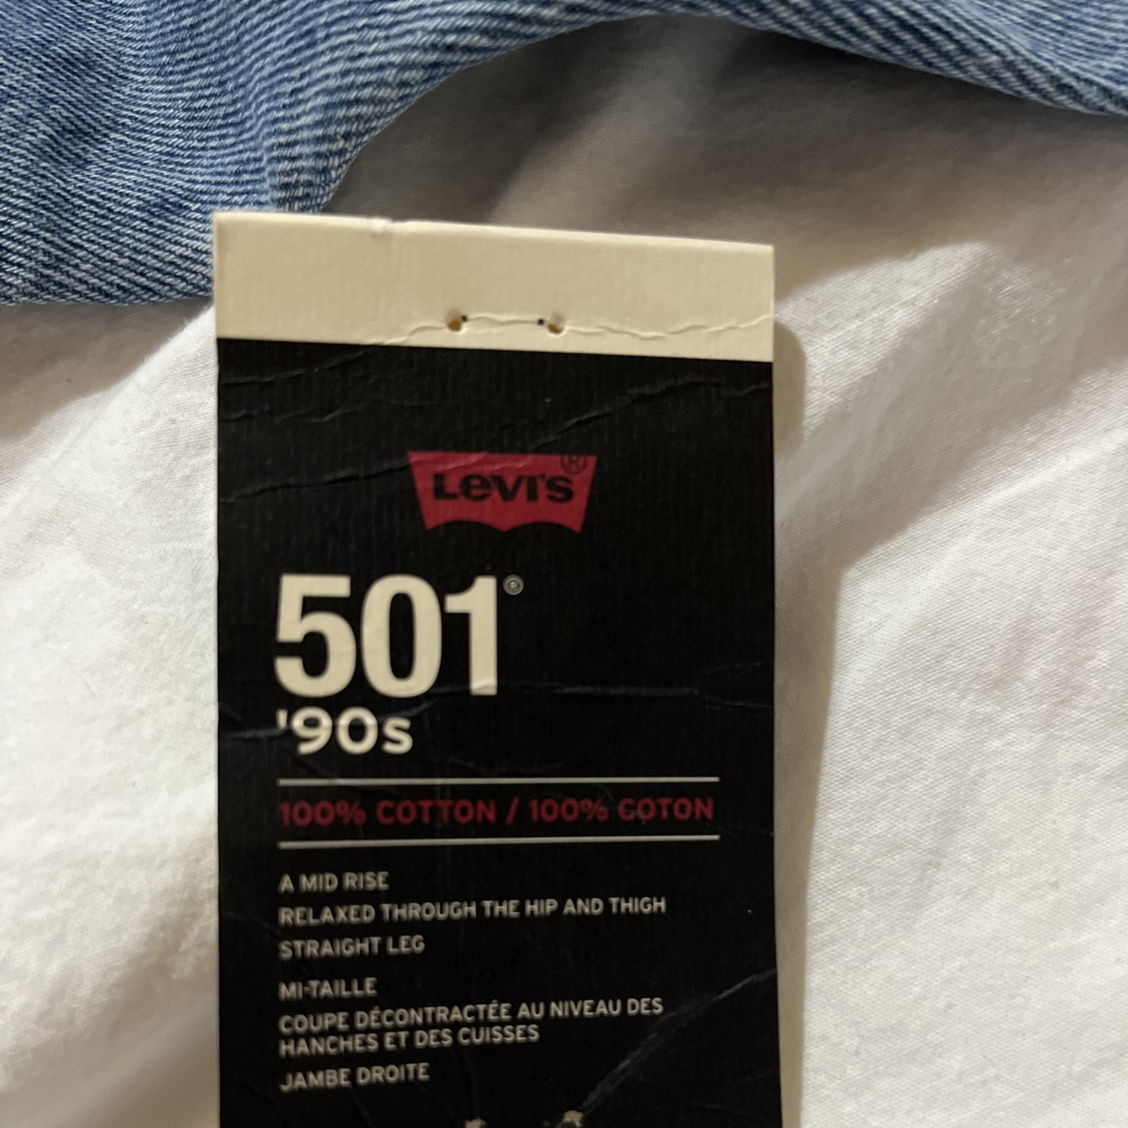 Levi's®
501®
'90s
100% COTTON / 100% COTON
A MID RISE
RELAXED THROUGH THE HIP AND THIGH
STRAIGHT LEG
MI-TAILLE
COUPE DÉCONTRACTÉE AU NIVEAU DES
HANCHES ET DES CUISSES
JAMBE DROITE